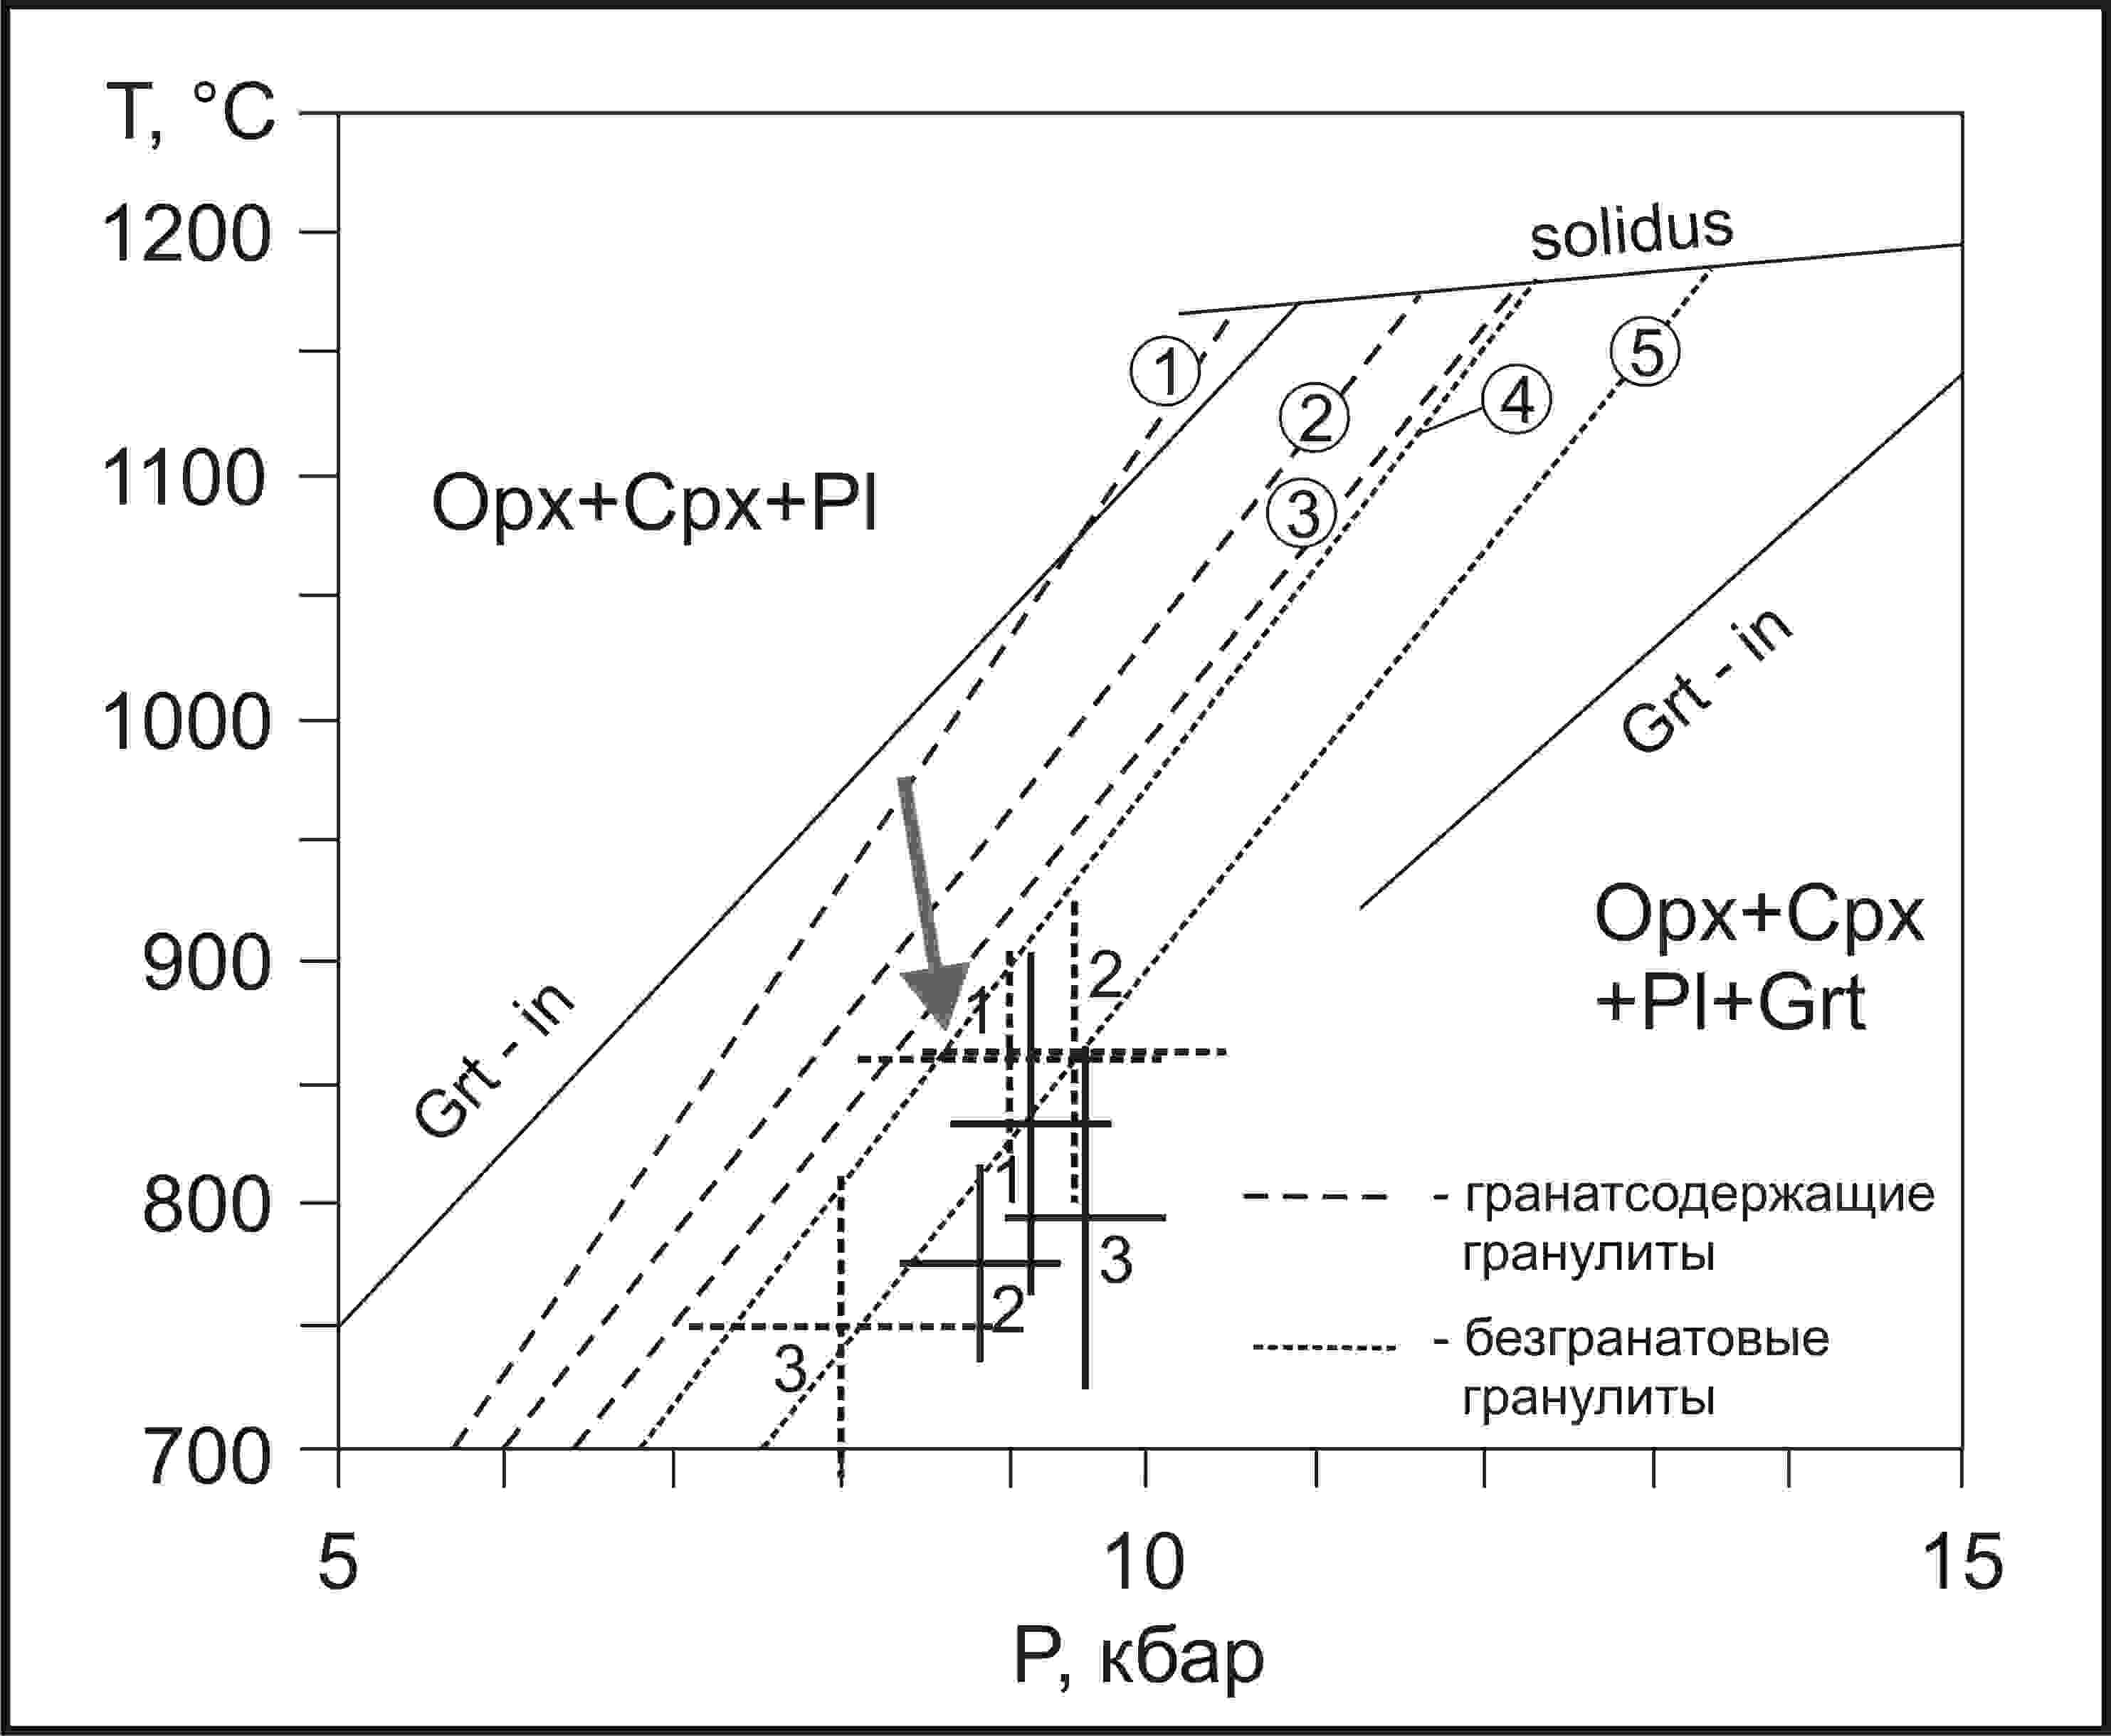 T, °C
1200
1100
1000
900
800
700
5
10
15
P, кбар
solidus
1
2
3
4
5
Opx+Cpx+Pl
Grt - in
Grt - in
Opx+Cpx
+Pl+Grt
1
2
1
3
2
3
- гранатсодержащие
гранулиты
- безгранатовые
гранулиты